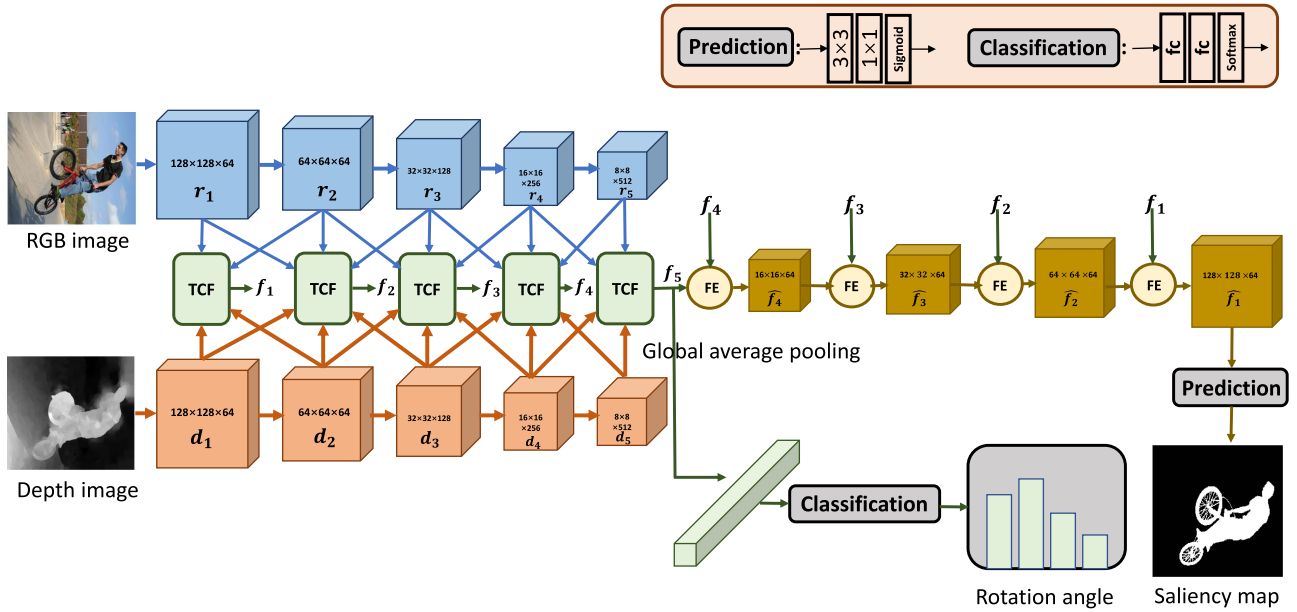 Prediction
:
3×3
1×1
Sigmoid
Classification
:
fc
fc
Softmax
128×128×64
r₁
64×64×64
r₂
32×32×128
r₃
16×16
×256
r₄
8×8
×512
r₅
RGB image
TCF
f₁
TCF
f₂
TCF
f₃
TCF
f₄
TCF
f₅
f₄
f₃
f₂
f₁
FE
16×16×64
f̂₄
FE
32× 32 ×64
f̂₃
FE
64 × 64 ×64
f̂₂
FE
128× 128 ×64
f̂₁
Global average pooling
Prediction
128×128×64
d₁
64×64×64
d₂
32×32×128
d₃
16×16
×256
d₄
8×8
×512
d₅
Depth image
Classification
Rotation angle
Saliency map